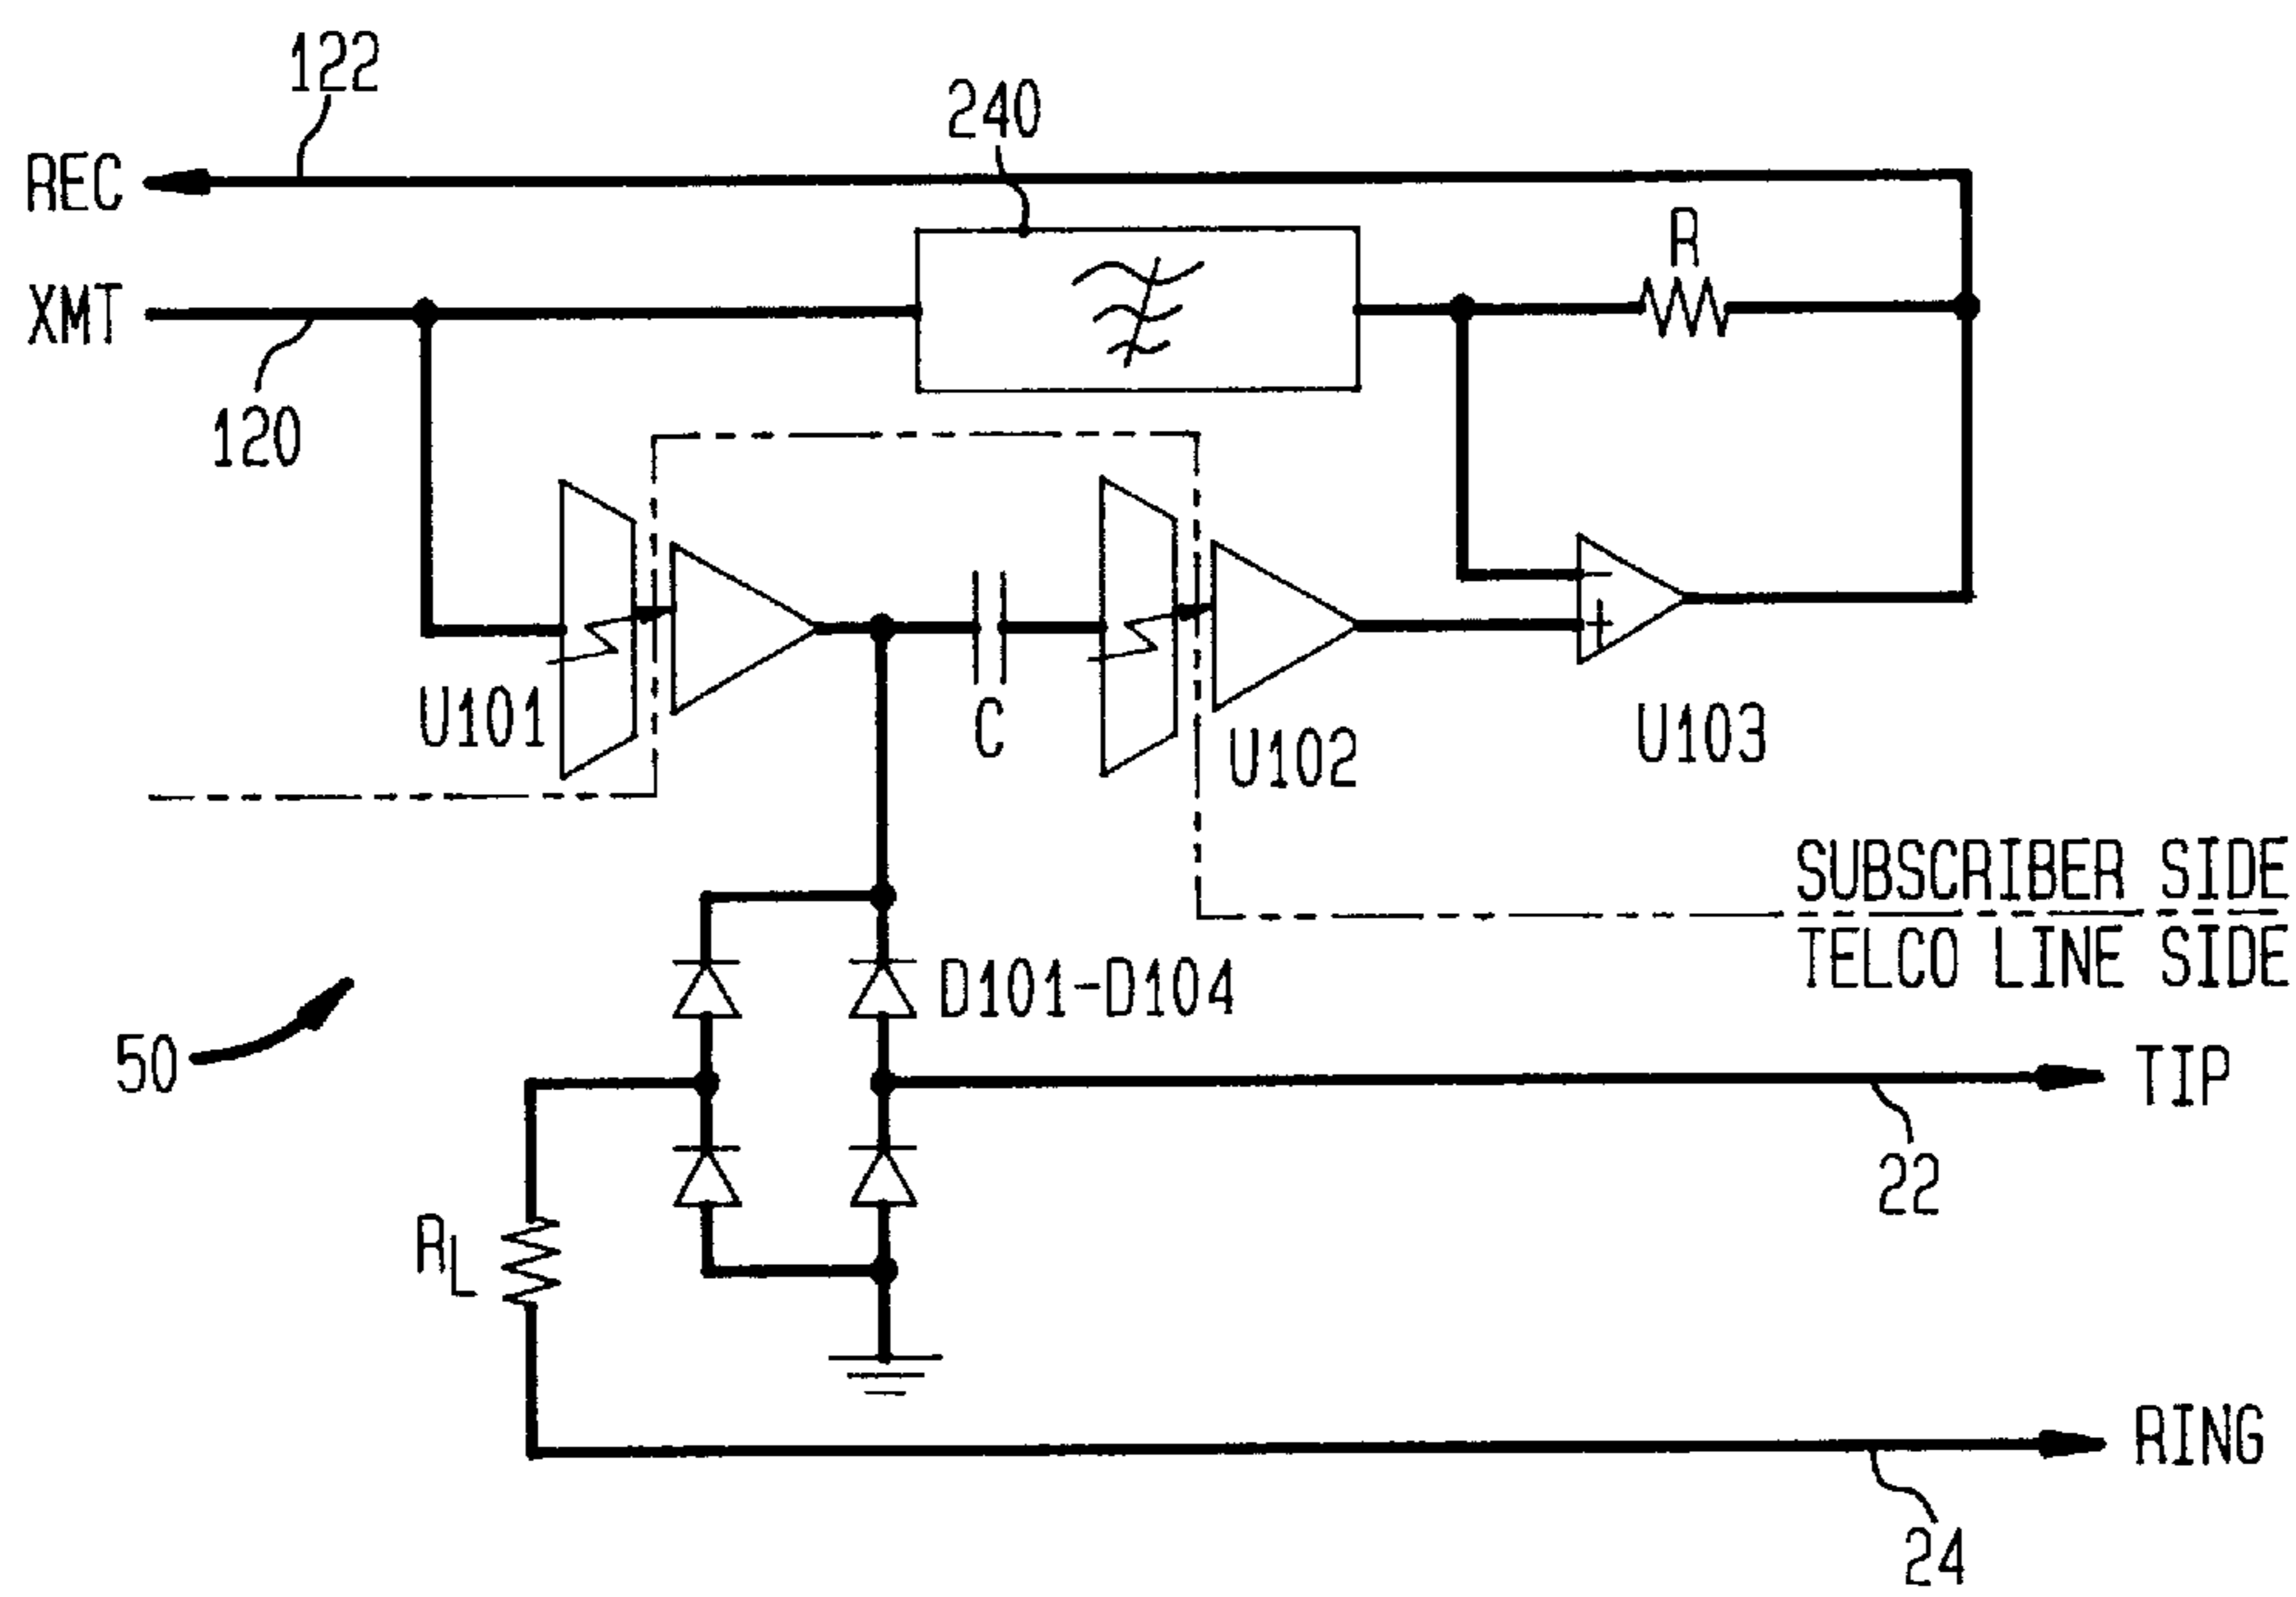 122
240
REC
R
XMT
120
U101
C
U102
U103
SUBSCRIBER SIDE
TELCO LINE SIDE
D101-D104
50
TIP
22
RL
RING
24